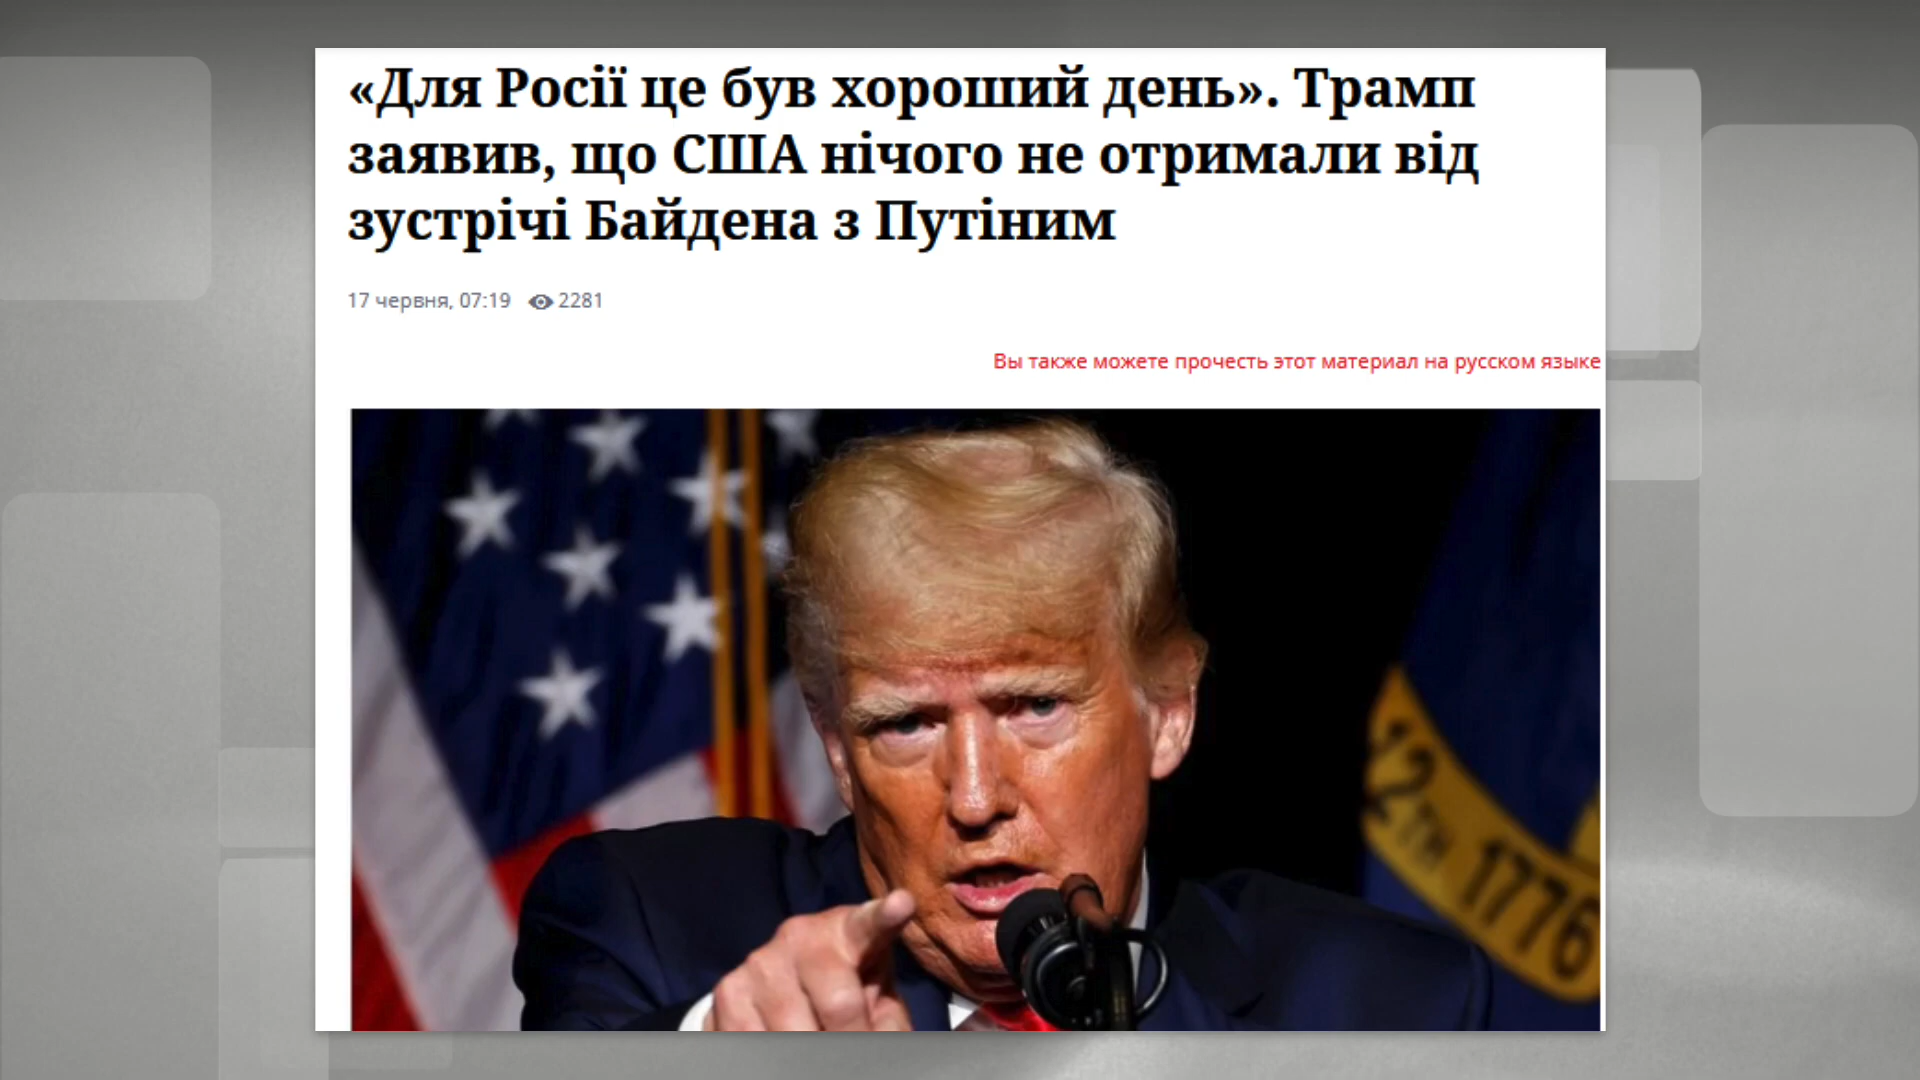 «Для Росії це був хороший день». Трамп
заявив, що США нічого не отримали від
зустрічі Байдена з Путіним
17 червня, 07:19 2281
Вы также можете прочесть этот материал на русском языке
12TH 1776